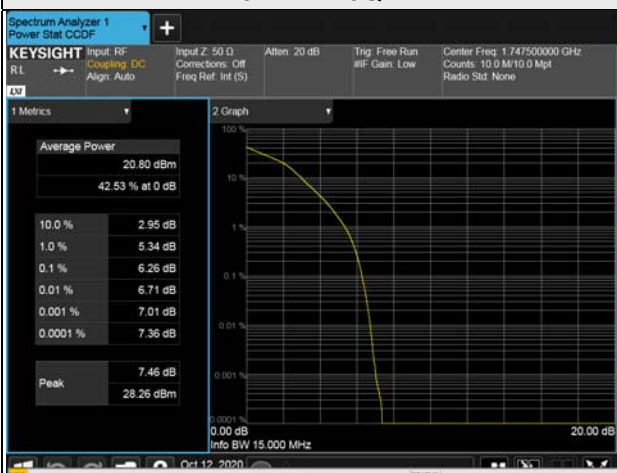 Spectrum Analyzer 1
Power Stat CCDF
KEYSIGHT
RL
LXI
Input: RF
Coupling: DC
Align: Auto
Input Z: 50 Ω
Corrections: Off
Freq Ref: Int (S)
Atten: 20 dB
Trig: Free Run
#IF Gain: Low
Center Freq: 1.747500000 GHz
Counts: 10.0 M/10.0 Mpt
Radio Std: None
1 Metrics
Average Power
20.80 dBm
42.53 % at 0 dB
10.0 % 2.95 dB
1.0 % 5.34 dB
0.1 % 6.26 dB
0.01 % 6.71 dB
0.001 % 7.01 dB
0.0001 % 7.36 dB
Peak
7.46 dB
28.26 dBm
2 Graph
100 %
10 %
1 %
0.1 %
0.01 %
0.001 %
0.0001 %
0.00 dB 20.00 dB
Info BW 15.000 MHz
Oct 12, 2020